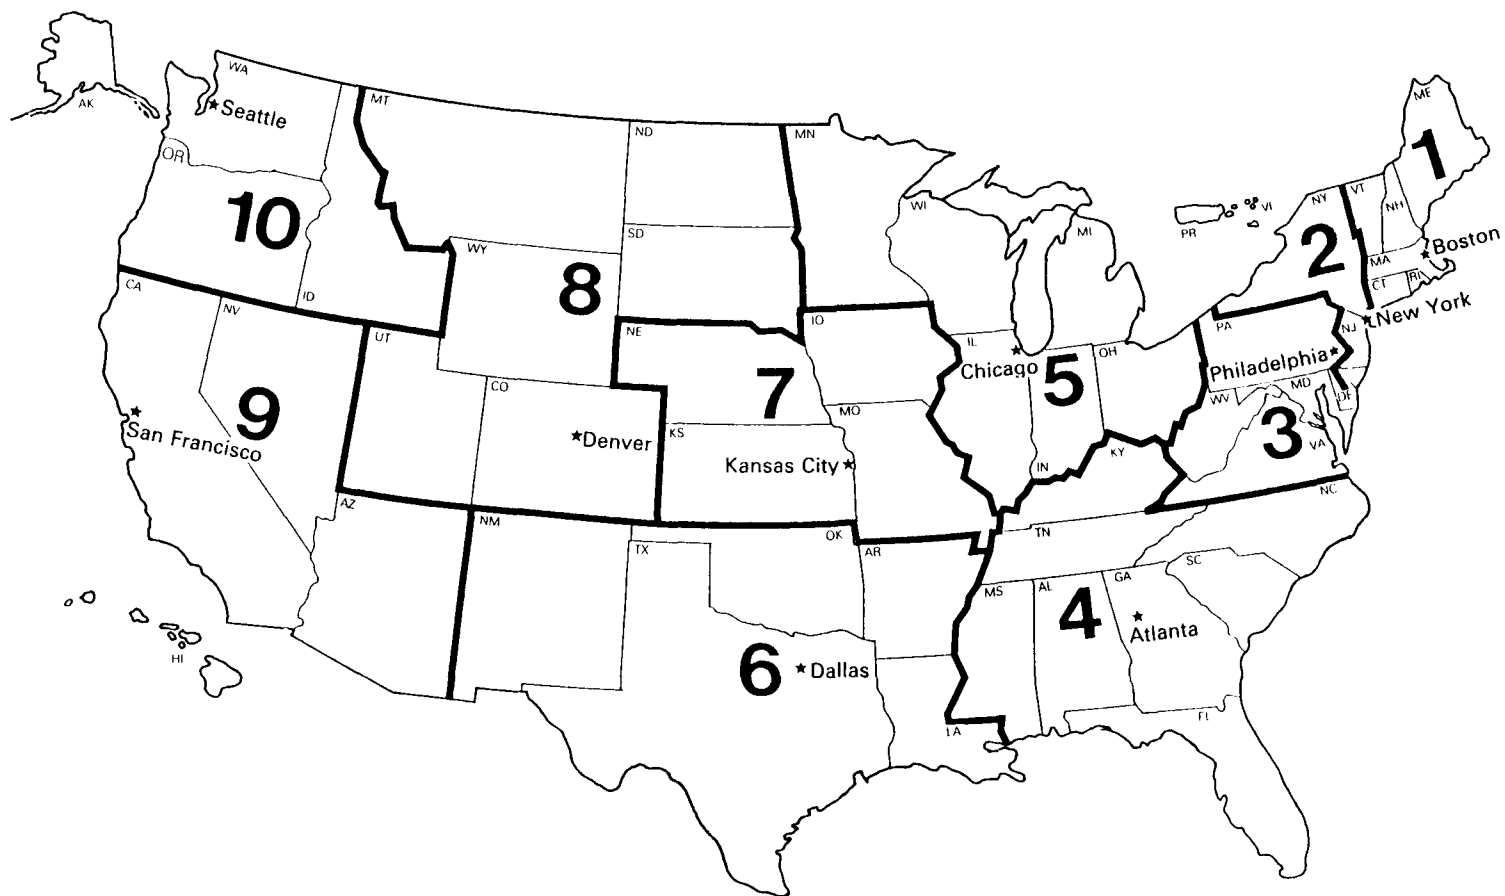 AK
WA
★Seattle
OR
10
ID
MT
ND
SD
WY
8
MN
WI
MI
PR
VI
ME
1
NY
VT
NH
2
MA
★Boston
CT
RI
★New York
CA
NV
9
★
San Francisco
UT
CO
★Denver
NE
7
KS
Kansas City★
IO
MO
IL
★
Chicago
5
IN
OH
KY
PA
NJ
Philadelphia★
WV
MD
DE
3
VA
NC
AZ
NM
TX
OK
AR
6
★Dallas
LA
TN
MS
AL
4
GA
★
Atlanta
SC
FL
HI